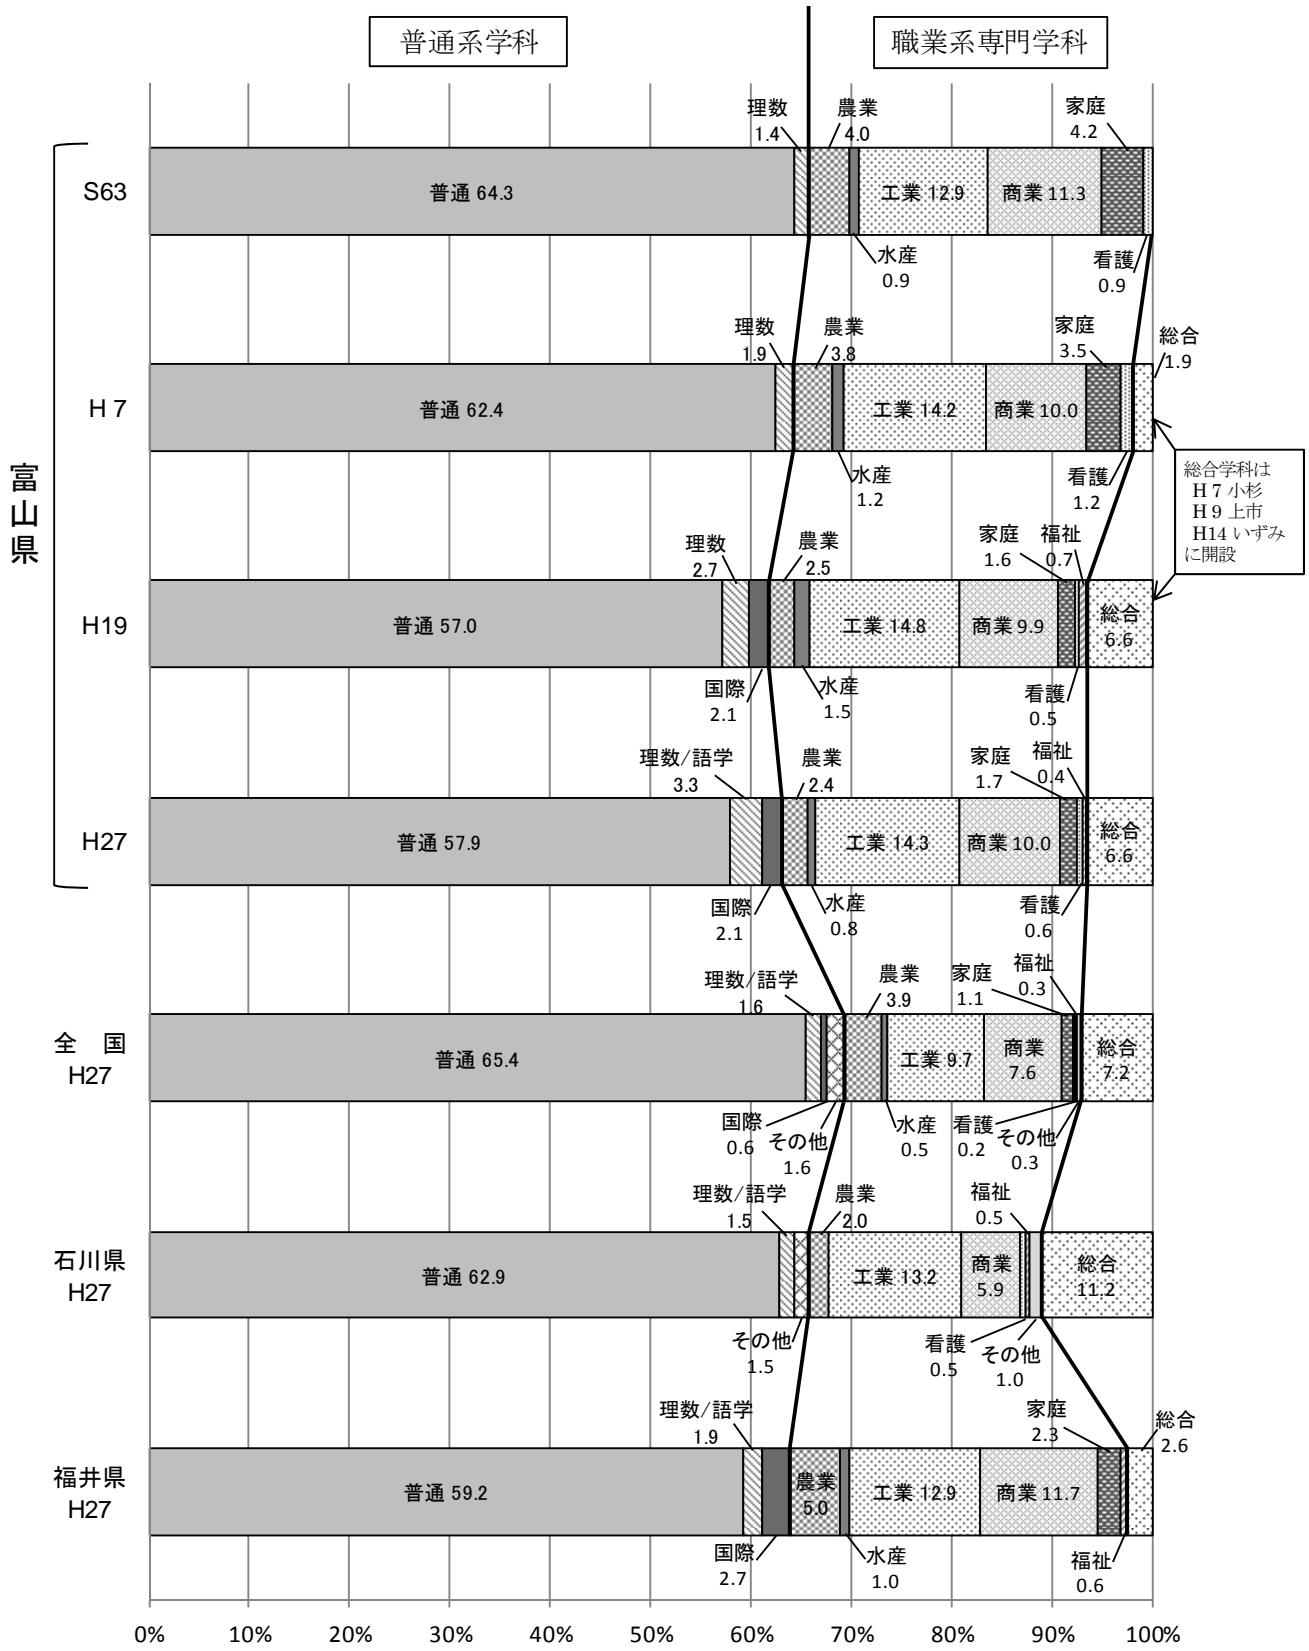 普通系学科
職業系専門学科
富山県
S63
理数
1.4
農業
4.0
家庭
4.2
普通 64.3
工業 12.9
商業 11.3
水産
0.9
看護
0.9
H 7
理数
1.9
農業
3.8
家庭
3.5
総合
1.9
普通 62.4
工業 14.2
商業 10.0
水産
1.2
看護
1.2
総合学科は
H 7 小杉
H 9 上市
H14 いずみ
に開設
H19
理数
2.7
農業
2.5
家庭
1.6
福祉
0.7
普通 57.0
工業 14.8
商業 9.9
総合
6.6
国際
2.1
水産
1.5
看護
0.5
H27
理数/語学
3.3
農業
2.4
家庭
1.7
福祉
0.4
普通 57.9
工業 14.3
商業 10.0
総合
6.6
国際
2.1
水産
0.8
看護
0.6
全 国
H27
理数/語学
1.6
農業
3.9
家庭
1.1
福祉
0.3
普通 65.4
工業 9.7
商業
7.6
総合
7.2
国際
0.6
その他
1.6
水産
0.5
看護
0.2
その他
0.3
石川県
H27
理数/語学
1.5
農業
2.0
福祉
0.5
普通 62.9
工業 13.2
商業
5.9
総合
11.2
その他
1.5
看護
0.5
その他
1.0
福井県
H27
理数/語学
1.9
家庭
2.3
総合
2.6
普通 59.2
農業
5.0
工業 12.9
商業 11.7
国際
2.7
水産
1.0
福祉
0.6
0% 10% 20% 30% 40% 50% 60% 70% 80% 90% 100%